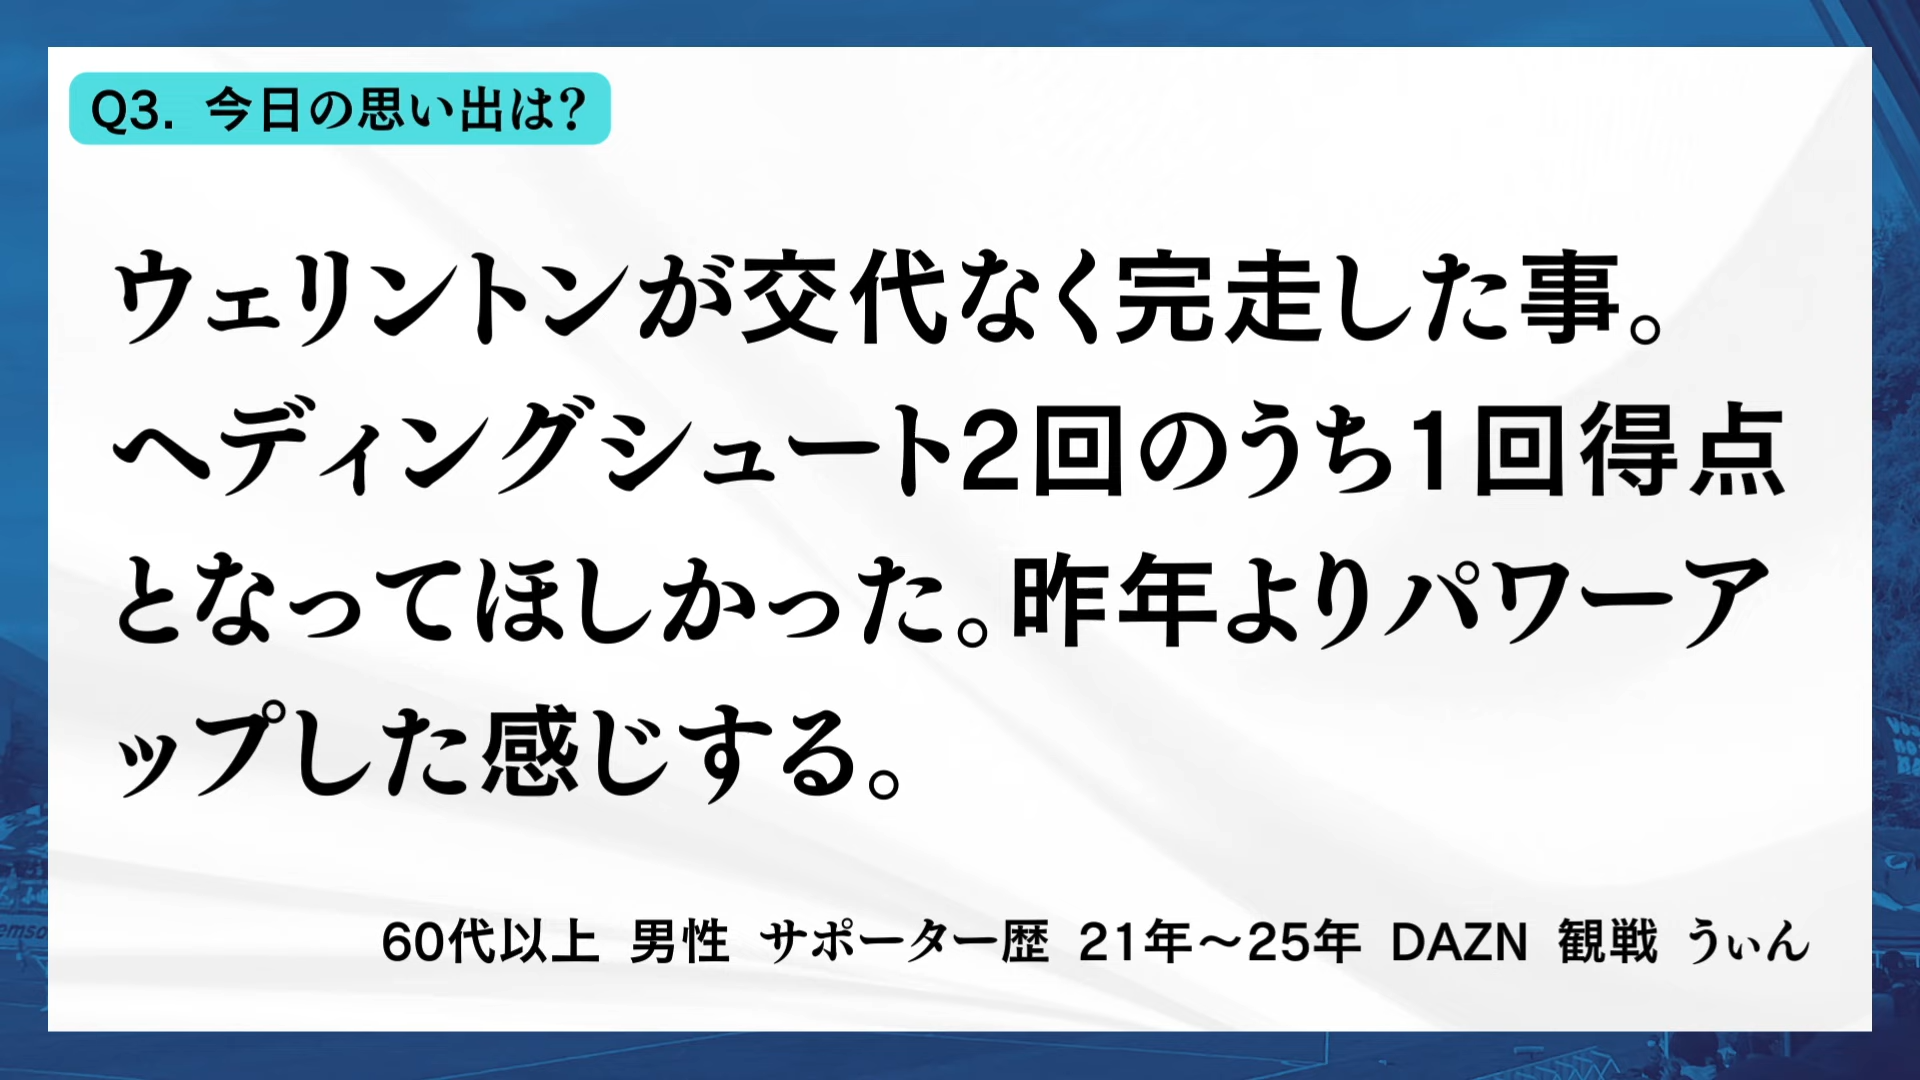 Q3. 今日の思い出は?
ウェリントンが交代なく完走した事。
ヘディングシュート2回のうち1回得点
となってほしかった。昨年よりパワーア
ップした感じする。
60代以上 男性 サポーター歴 21年～25年 DAZN 観戦 うぃん